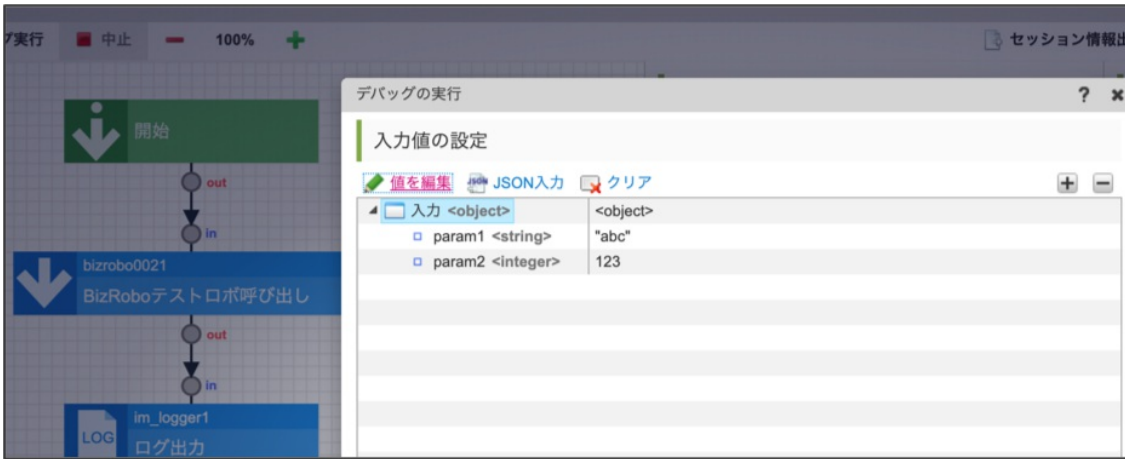 実行 中止 100% セッション情報出
デバッグの実行 ?
入力値の設定
値を編集 JSON JSON入力 クリア
入力 <object> <object>
param1 <string> "abc"
param2 <integer> 123
開始
out
in
bizrobo0021
BizRoboテストロボ呼び出し
out
in
im_logger1
LOG ログ出力